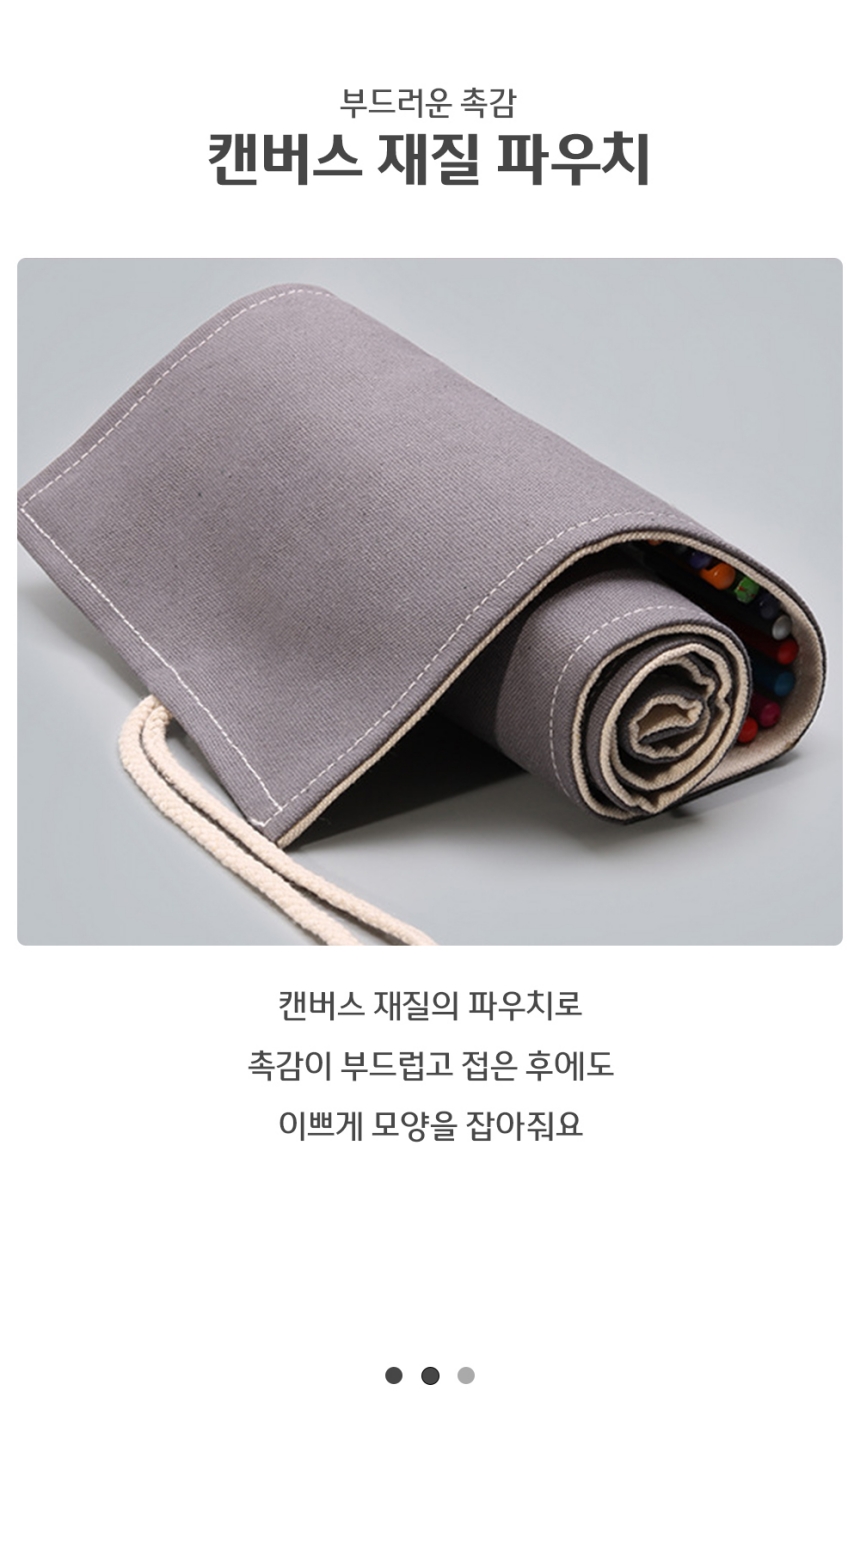 부드러운 촉감
캔버스 재질 파우치
캔버스 재질의 파우치로
촉감이 부드럽고 접은 후에도
이쁘게 모양을 잡아줘요